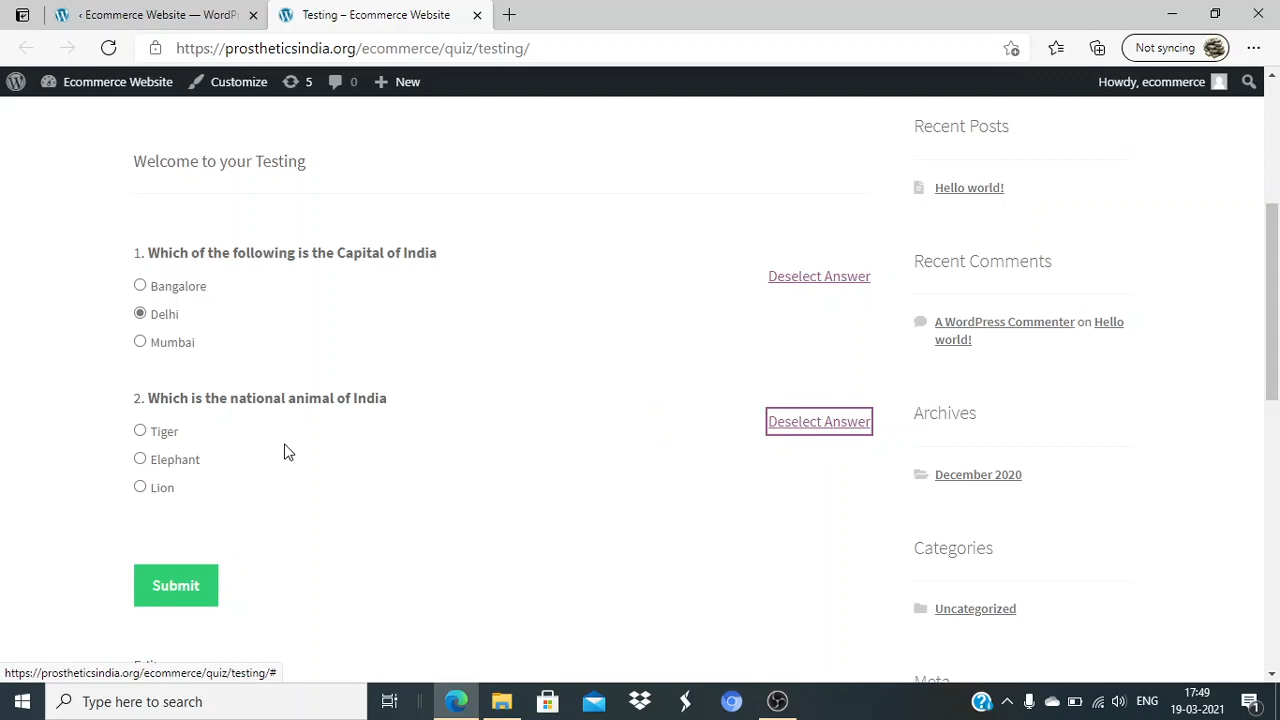 ‹ Ecommerce Website — WordPr
Testing – Ecommerce Website
https://prostheticsindia.org/ecommerce/quiz/testing/
Not syncing
Ecommerce Website
Customize
5
0
New
Howdy, ecommerce
Welcome to your Testing
1. Which of the following is the Capital of India
Deselect Answer
Bangalore
Delhi
Mumbai
2. Which is the national animal of India
Deselect Answer
Tiger
Elephant
Lion
Submit
Recent Posts
Hello world!
Recent Comments
A WordPress Commenter on Hello
world!
Archives
December 2020
Categories
Uncategorized
Meta
https://prostheticsindia.org/ecommerce/quiz/testing/#
Type here to search
ENG
17:49
19-03-2021
1